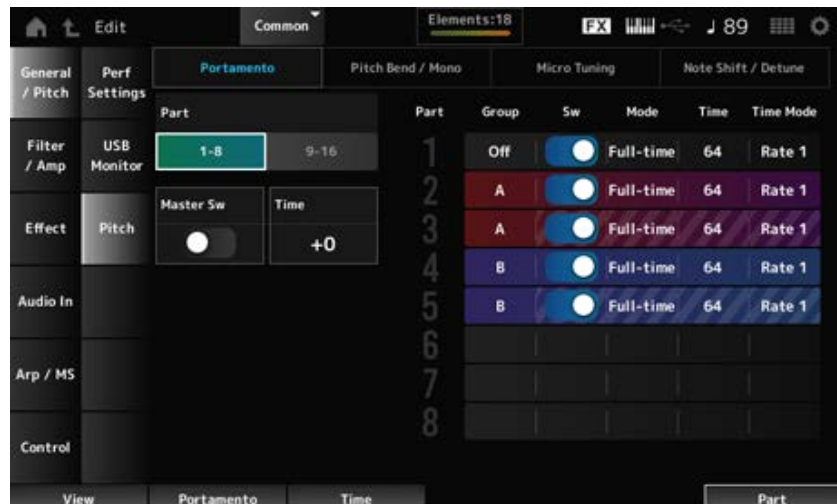 Edit Common Elements:18 FX ♩ 89
General / Pitch
Filter / Amp
Effect
Audio In
Arp / MS
Control
Perf Settings
USB Monitor
Pitch
Portamento Pitch Bend / Mono Micro Tuning Note Shift / Detune
Part
1-8 9-16
Master Sw Time
+0
Part Group Sw Mode Time Time Mode
1 Off Full-time 64 Rate 1
2 A Full-time 64 Rate 1
3 A Full-time 64 Rate 1
4 B Full-time 64 Rate 1
5 B Full-time 64 Rate 1
6
7
8
View Portamento Time Part